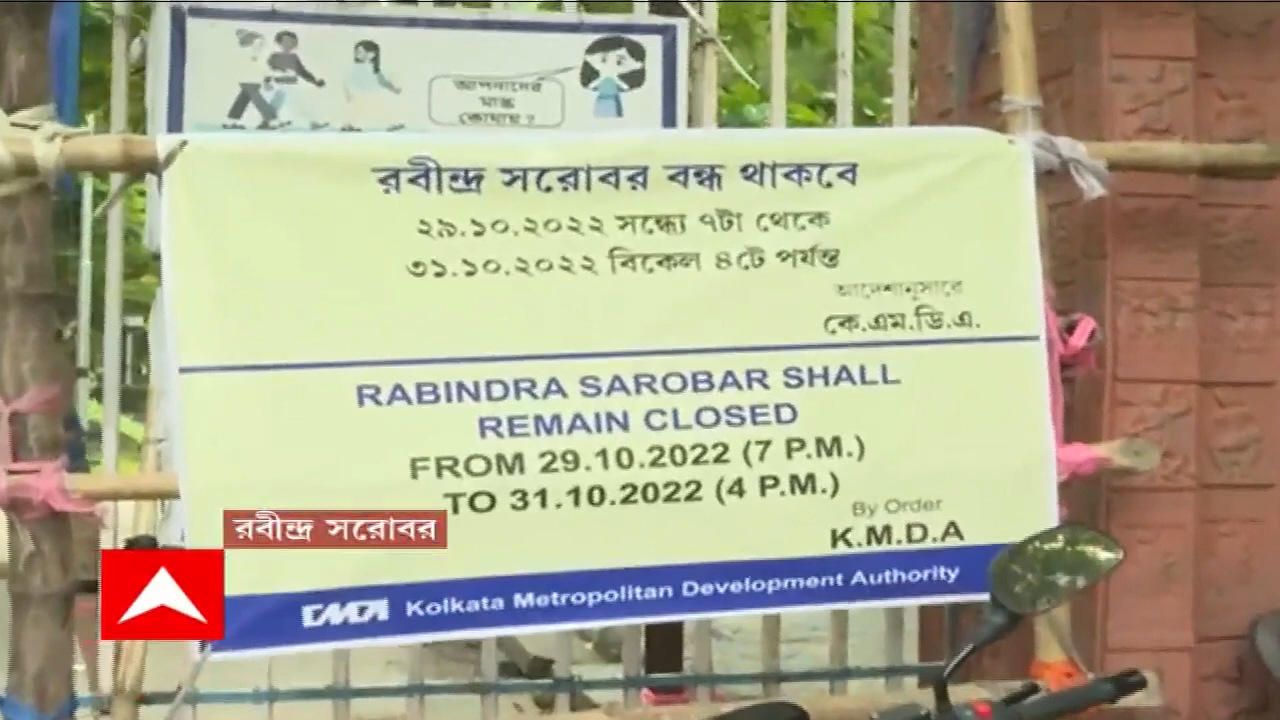 আপনাদের
মাস্ক
কোথায়?
রবীন্দ্র সরোবর বন্ধ থাকবে
২৯.১০.২০২২ সন্ধ্যে ৭টা থেকে
৩১.১০.২০২২ বিকেল ৪টে পর্যন্ত
আদেশানুসারে
কে.এম.ডি.এ.
RABINDRA SAROBAR SHALL
REMAIN CLOSED
FROM 29.10.2022 (7 P.M.)
TO 31.10.2022 (4 P.M.)
By Order
K.M.D.A
রবীন্দ্র সরোবর
Kolkata Metropolitan Development Authority